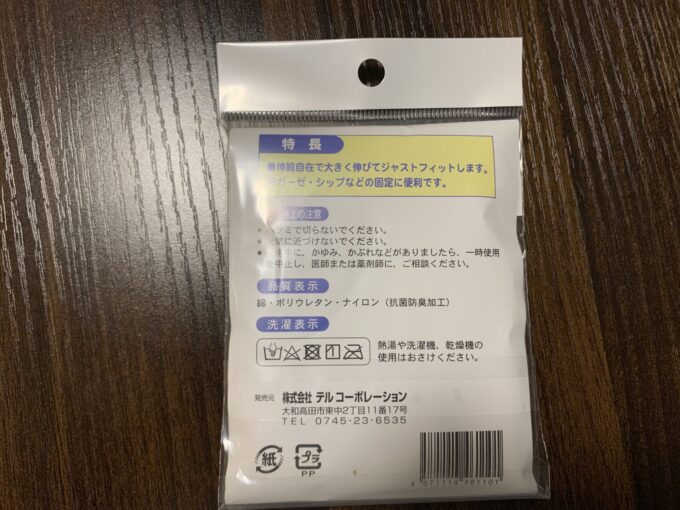 特長
伸縮自在で大きく伸びてジャストフィットします。
ガーゼ・シップなどの固定に便利です。
上の注意
ハサミで切らないでください。
火気に近づけないでください。
中に、かゆみ、かぶれなどがありましたら、一時使用
を中止し、医師または薬剤師に、ご相談ください。
品質表示
綿・ポリウレタン・ナイロン（抗菌防臭加工）
洗濯表示
熱湯や洗濯機、乾燥機の
使用はおさけください。
発売元 株式会社 テルコーポレーション
大和高田市東中2丁目11番17号
TEL 0745-23-6535
紙
プラ
PP
4 571114 481101